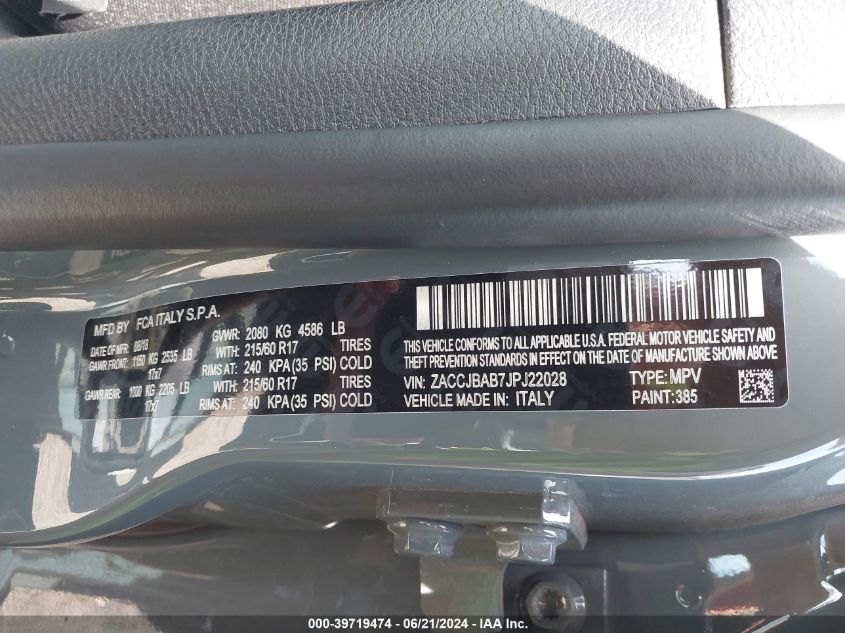 MFD BY FCA ITALY S.P.A.
DATE OF MFR 06/18 GVWR: 2080 KG 4586 LB
GAWR FRONT: 1150 KG 2535 LB WITH: 215/60 R17 TIRES
17x7 RIMS AT: 240 KPA (35 PSI) COLD
GAWR REAR: 1000 KG 2205 LB WITH: 215/60 R17 TIRES
17x7 RIMS AT: 240 KPA (35 PSI) COLD
THIS VEHICLE CONFORMS TO ALL APPLICABLE U.S.A. FEDERAL MOTOR VEHICLE SAFETY AND
THEFT PREVENTION STANDARDS IN EFFECT ON THE DATE OF MANUFACTURE SHOWN ABOVE.
VIN: ZACCJBAB7JPJ22028 TYPE: MPV
VEHICLE MADE IN: ITALY PAINT: 385
000-39719474 - 06/21/2024 - IAA, Inc.